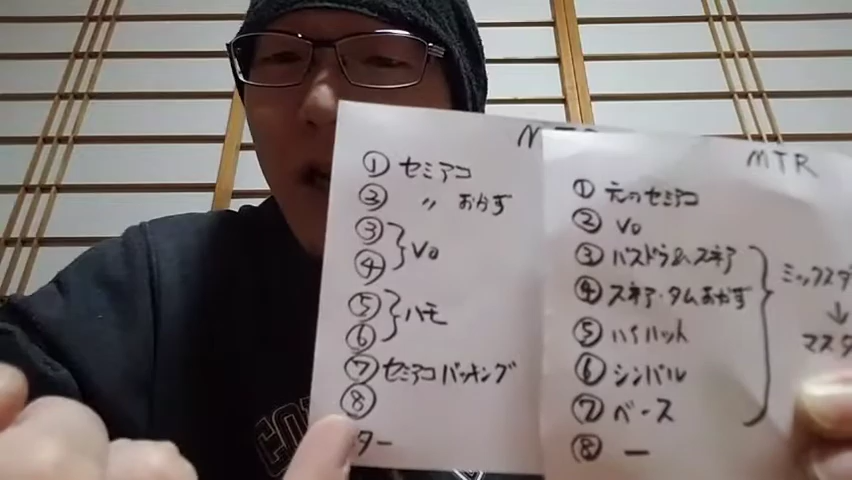 ① セミアコ
② 〃 おかず
③
④ Vo
⑤
⑥ ハモ
⑦ セミアコバッキング
⑧
ター
MTR
① 元のセミアコ
② Vo
③ バスドラ&スネア
④ スネア・タムおかず
⑤ ハイハット
⑥ シンバル
⑦ ベース
⑧ ー
ミックスダ
↓
マスタ